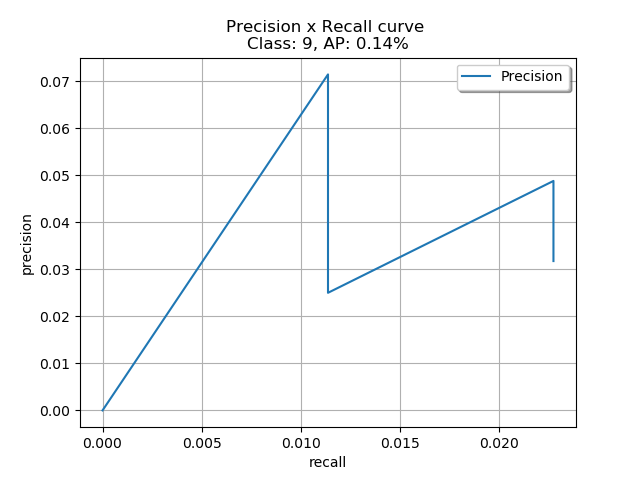 Precision x Recall curve
Class: 9, AP: 0.14%
Precision
0.07
0.06
0.05
0.04
0.03
0.02
0.01
0.00
precision
0.000 0.005 0.010 0.015 0.020
recall